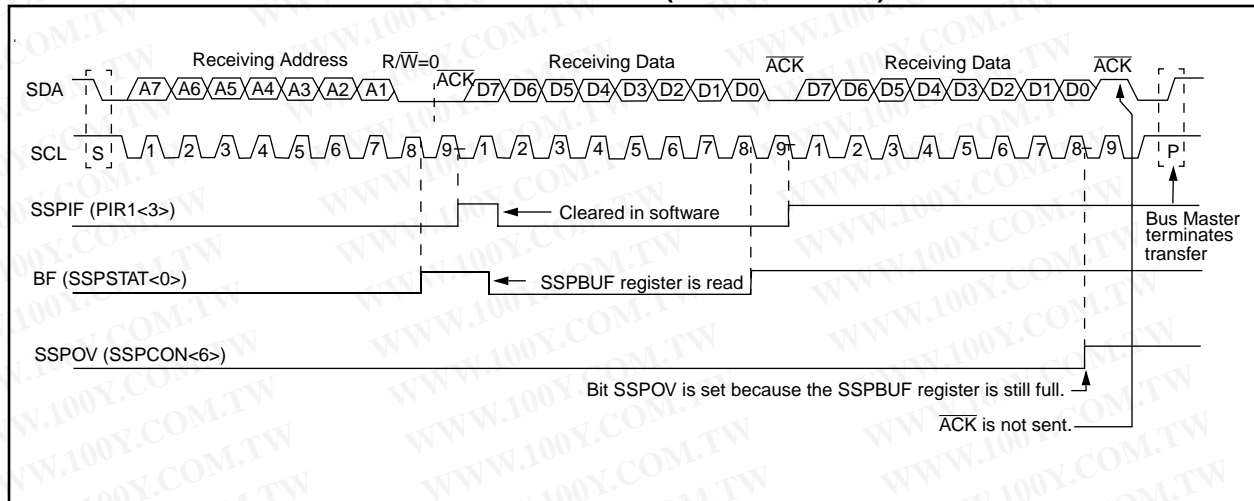 Receiving Address R/W=0 ACK Receiving Data ACK Receiving Data ACK
SDA A7 A6 A5 A4 A3 A2 A1 D7 D6 D5 D4 D3 D2 D1 D0 D7 D6 D5 D4 D3 D2 D1 D0
SCL S 1 2 3 4 5 6 7 8 9 1 2 3 4 5 6 7 8 9 1 2 3 4 5 6 7 8 9 P
SSPIF (PIR1<3>) Cleared in software
Bus Master
terminates
transfer
BF (SSPSTAT<0>) SSPBUF register is read
SSPOV (SSPCON<6>)
Bit SSPOV is set because the SSPBUF register is still full.
ACK is not sent.
WWW.100Y.COM.TW